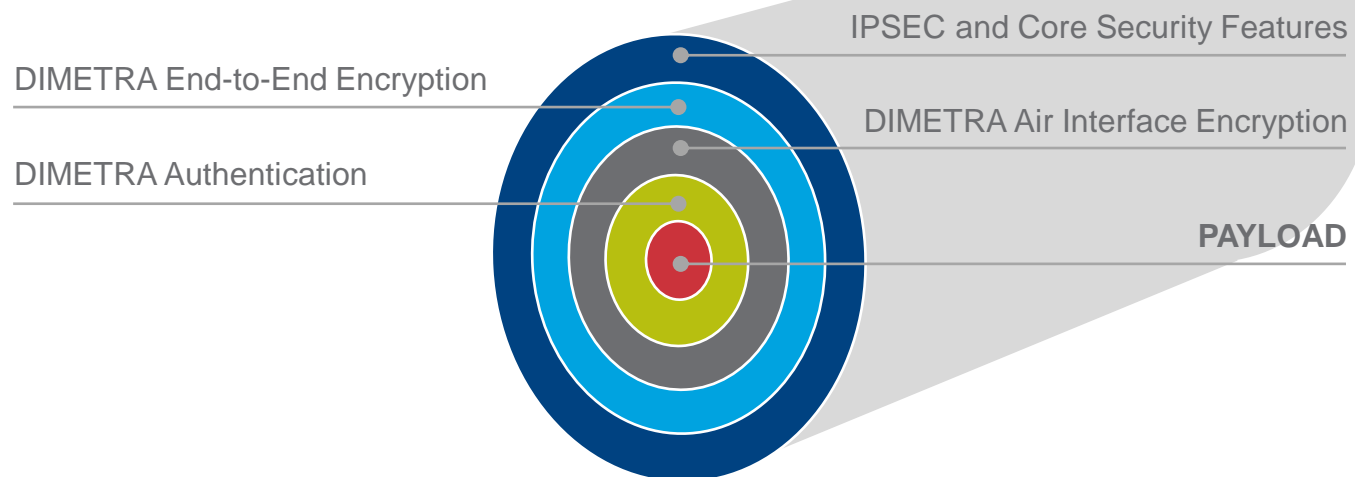 IPSEC and Core Security Features
DIMETRA End-to-End Encryption
DIMETRA Air Interface Encryption
DIMETRA Authentication
PAYLOAD